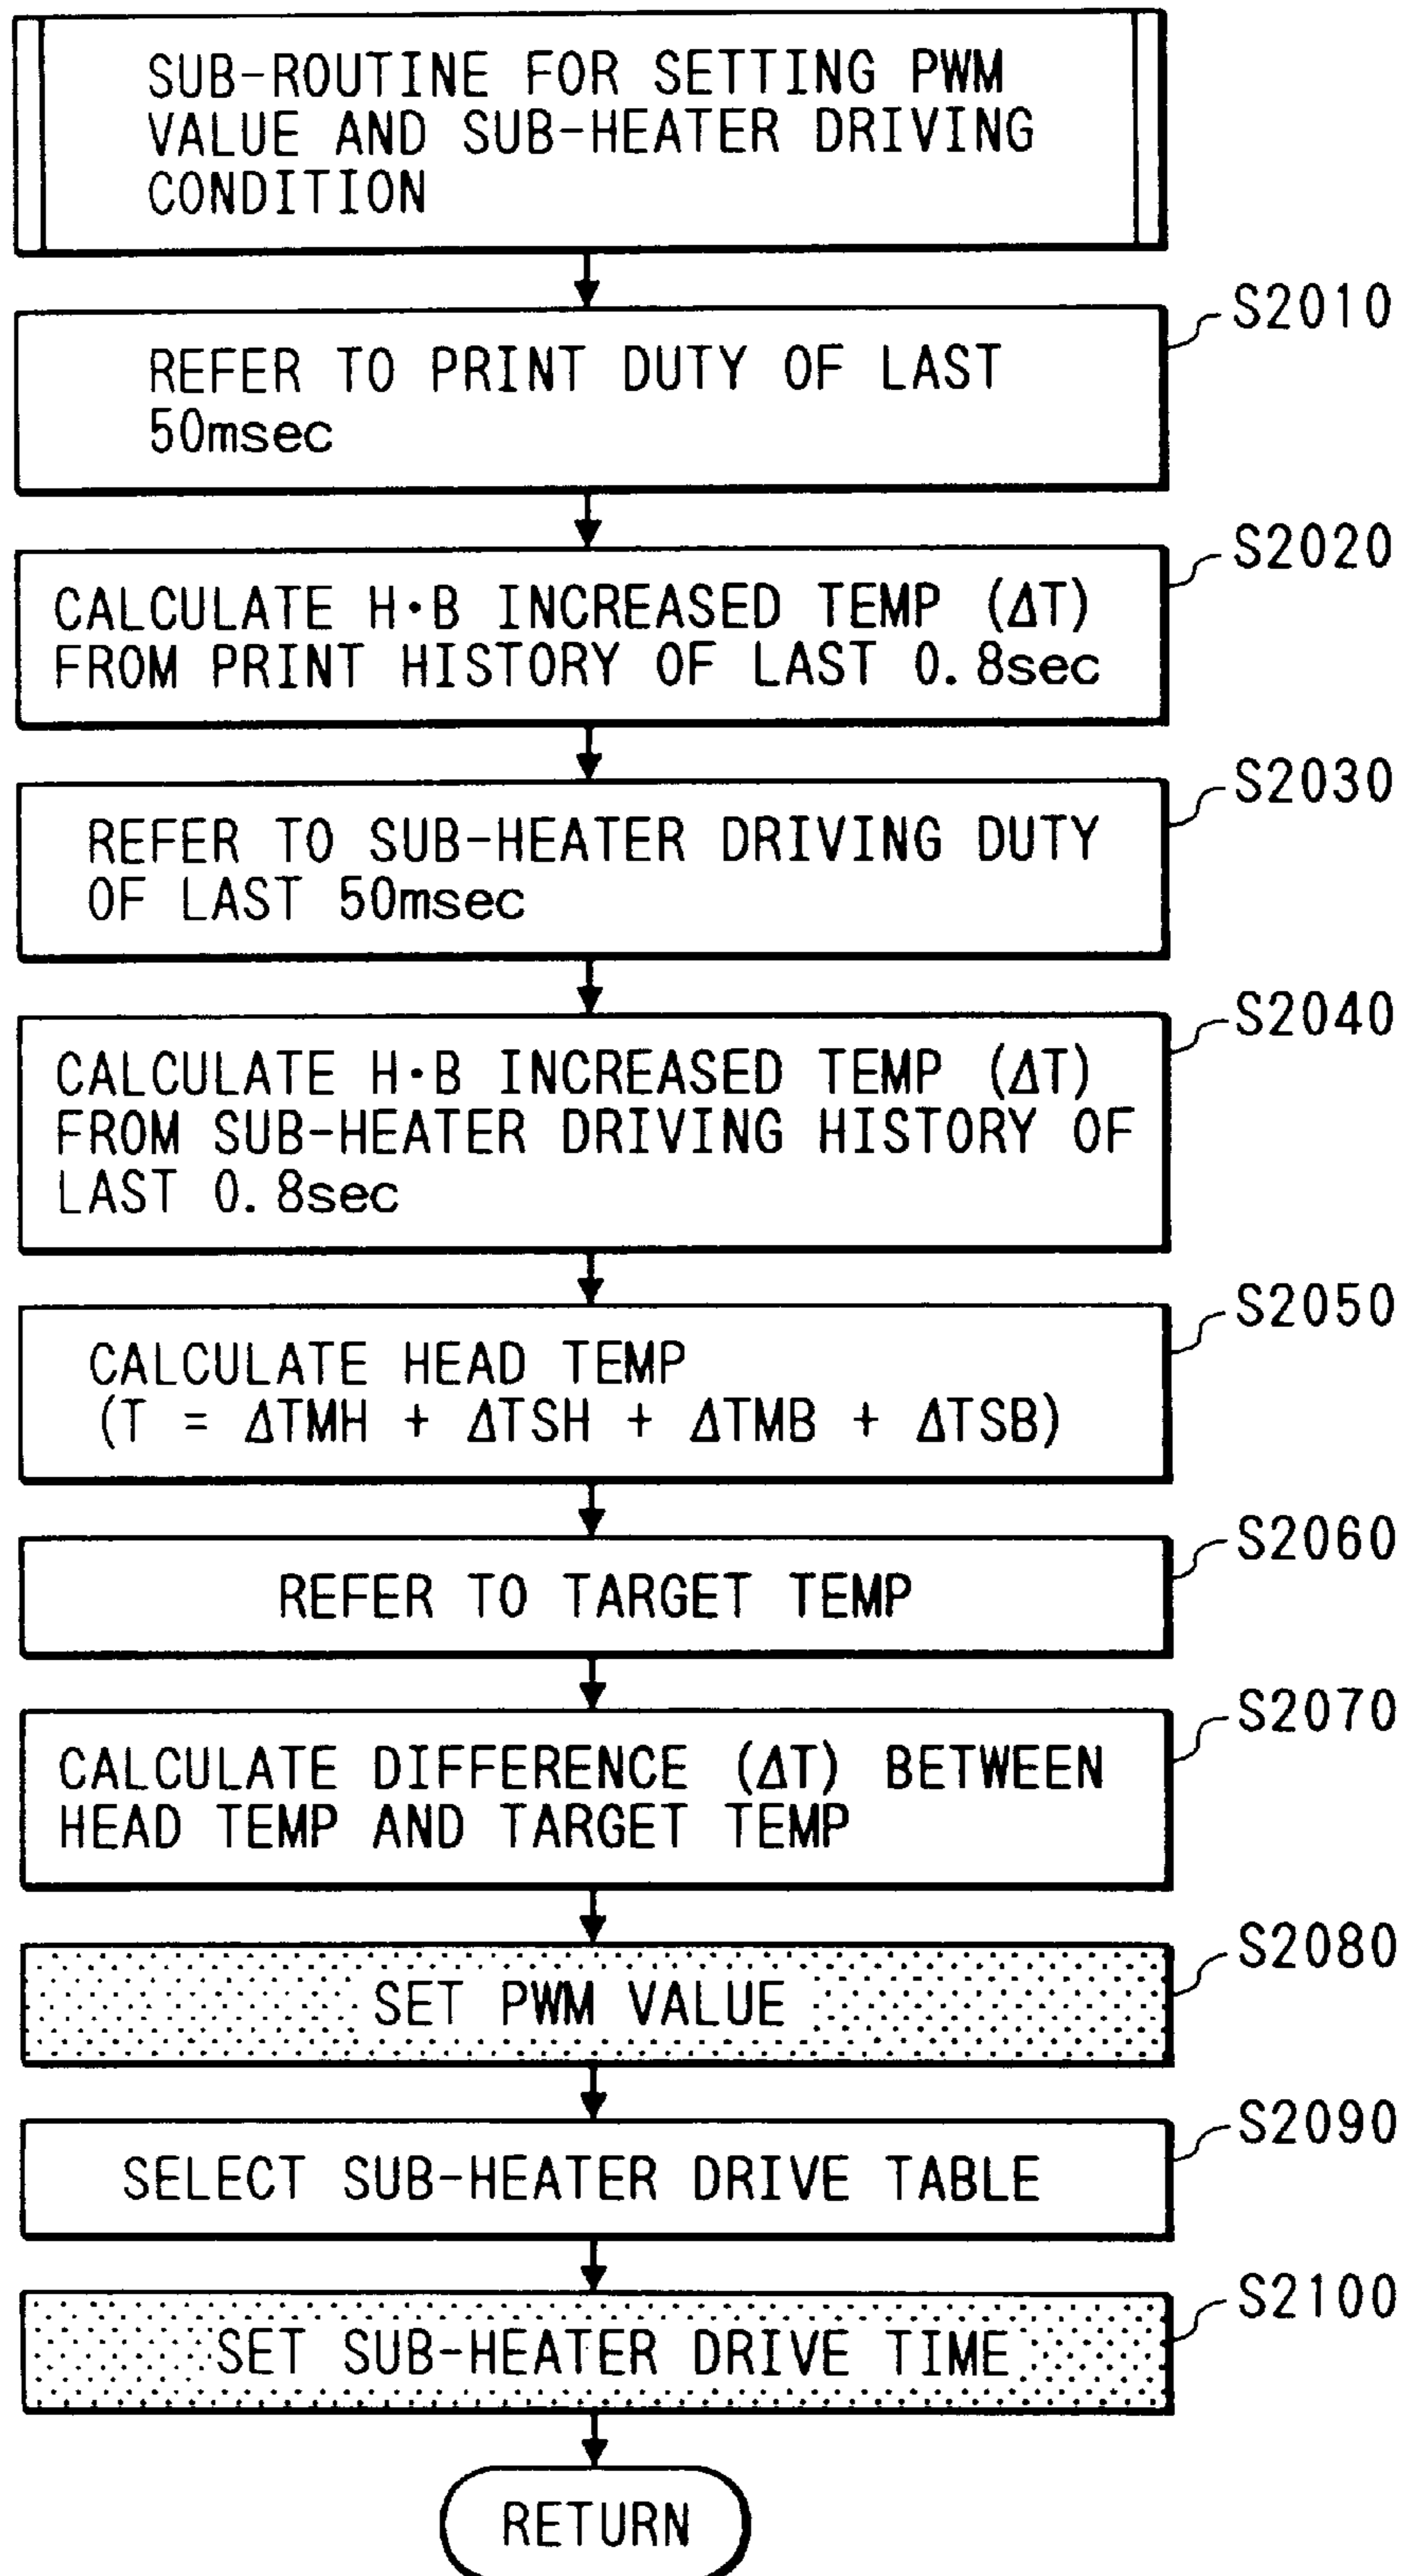 SUB-ROUTINE FOR SETTING PWM
VALUE AND SUB-HEATER DRIVING
CONDITION
S2010
REFER TO PRINT DUTY OF LAST
50msec
S2020
CALCULATE H·B INCREASED TEMP (ΔT)
FROM PRINT HISTORY OF LAST 0.8sec
S2030
REFER TO SUB-HEATER DRIVING DUTY
OF LAST 50msec
S2040
CALCULATE H·B INCREASED TEMP (ΔT)
FROM SUB-HEATER DRIVING HISTORY OF
LAST 0.8sec
S2050
CALCULATE HEAD TEMP
(T = ΔTMH + ΔTSH + ΔTMB + ΔTSB)
S2060
REFER TO TARGET TEMP
S2070
CALCULATE DIFFERENCE (ΔT) BETWEEN
HEAD TEMP AND TARGET TEMP
S2080
SET PWM VALUE
S2090
SELECT SUB-HEATER DRIVE TABLE
S2100
SET SUB-HEATER DRIVE TIME
RETURN